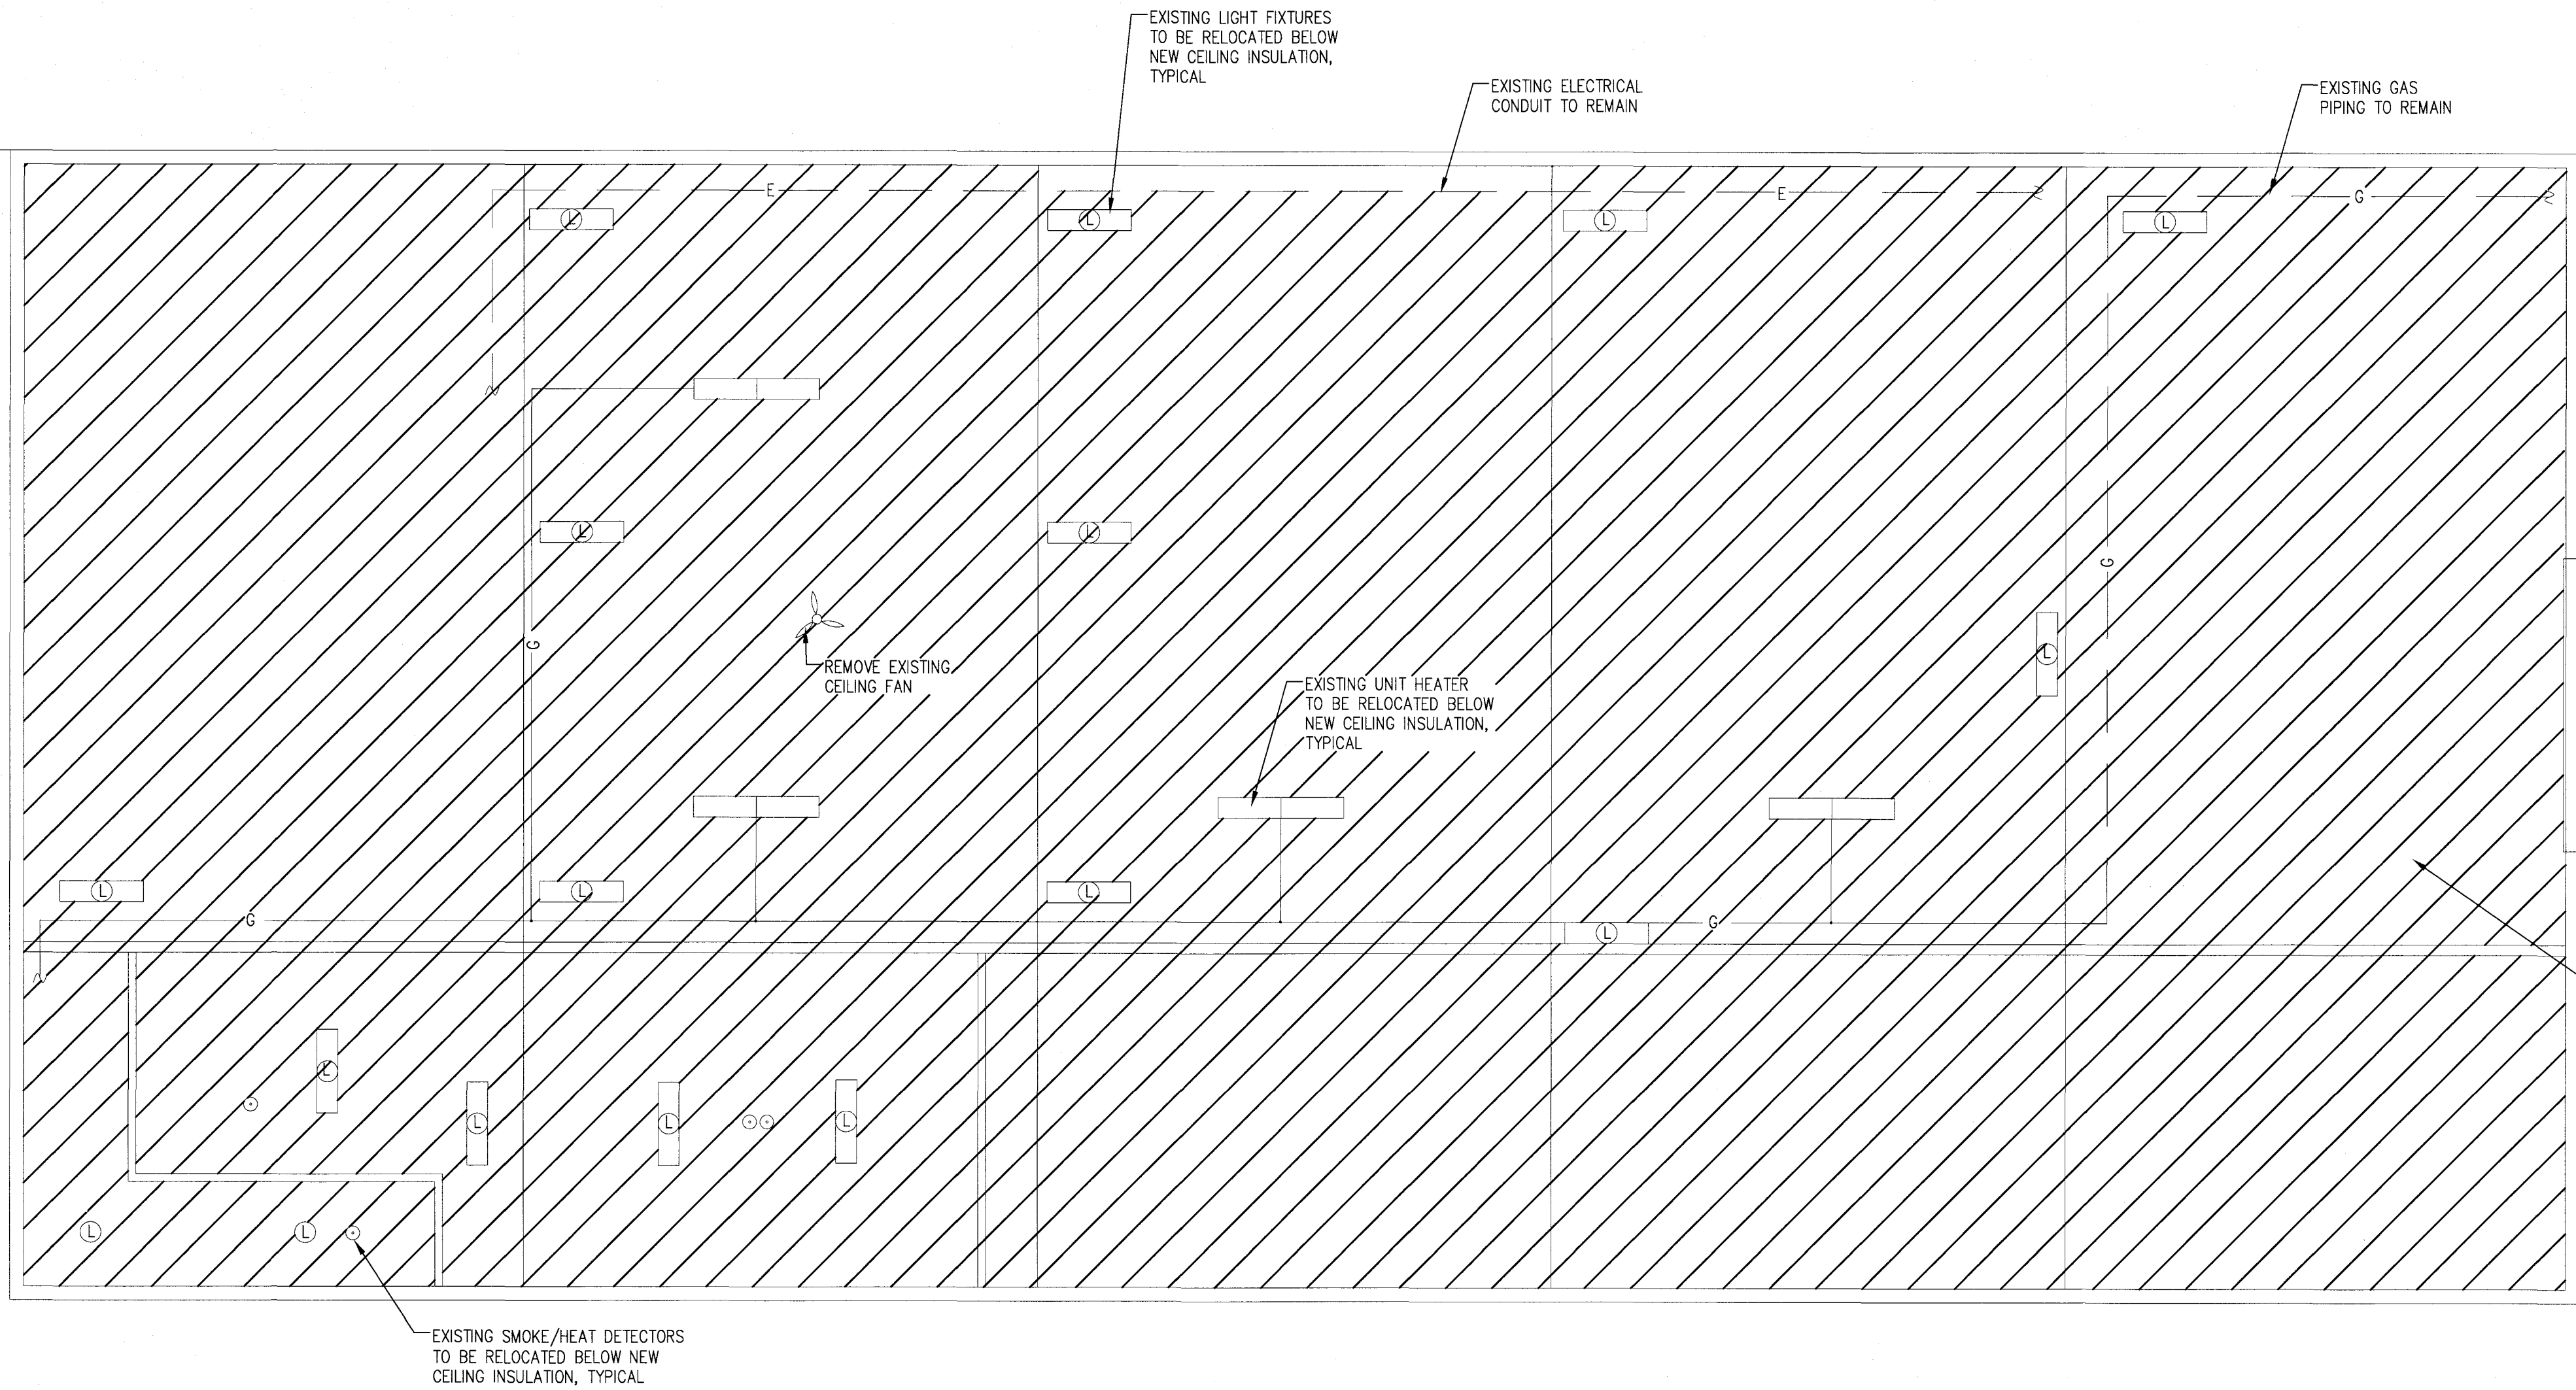 EXISTING LIGHT FIXTURES
TO BE RELOCATED BELOW
NEW CEILING INSULATION,
TYPICAL
EXISTING ELECTRICAL
CONDUIT TO REMAIN
EXISTING GAS
PIPING TO REMAIN
E
E
G
L
L
L
L
L
L
G
G
REMOVE EXISTING
CEILING FAN
L
EXISTING UNIT HEATER
TO BE RELOCATED BELOW
NEW CEILING INSULATION,
TYPICAL
L
L
L
G
G
L
L
L
L
L
L
L
EXISTING SMOKE/HEAT DETECTORS
TO BE RELOCATED BELOW NEW
CEILING INSULATION, TYPICAL